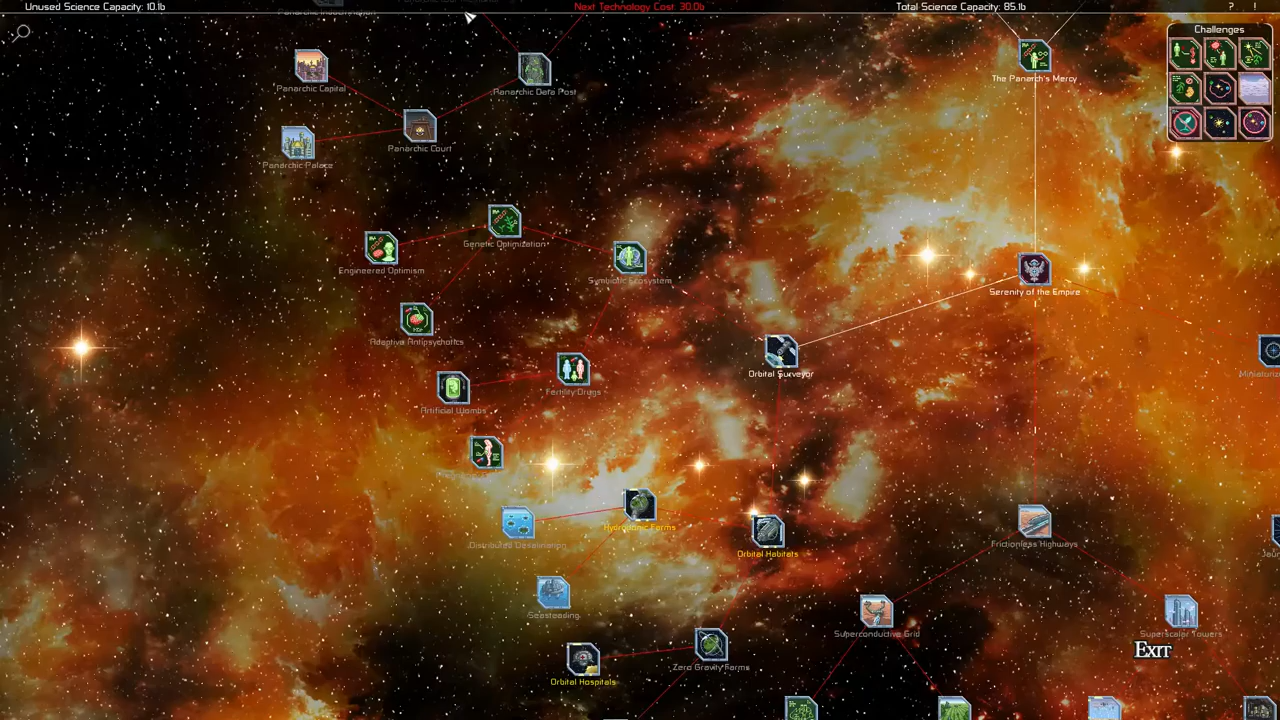 Unused Science Capacity: 10.1b
Next Technology Cost: 30.0b
Total Science Capacity: 85.1b
? !
Challenges
Panarchic Capital
Panarchic Data Post
The Panarch's Mercy
Panarchic Court
Panarchic Palace
Genetic Optimization
Engineered Optimism
Symbiotic Ecosystem
Serenity of the Empire
Adaptive Antipsychotics
Orbital Surveyor
Fertility Drugs
Artificial Wombs
Hydroponic Farms
Distributed Desalination
Orbital Habitats
Frictionless Highways
Seasteading
Superconductive Grid
Superscalar Towers
Exit
Zero Gravity Farms
Orbital Hospitals